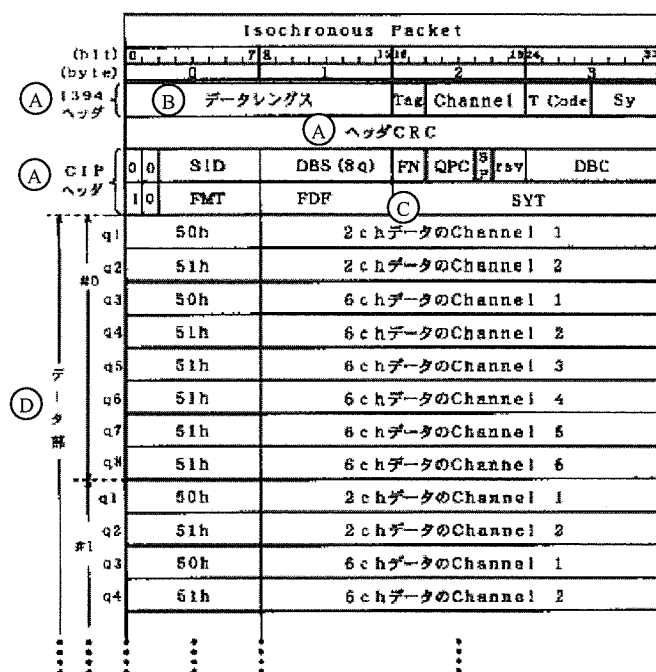 Isochronous Packet
(bit) 0 7 8 15 16 23 24
(byte) 0 1 2 3
A 1394 ヘッダ B データレングス Tag Channel T Code Sy
A ヘッダCRC
A CIP ヘッダ 0 0 SID DBS (8q) FN QPC rsv DBC
1 0 FMT FDF C SYT
q1 50h 2chデータのChannel 1
q2 51h 2chデータのChannel 2
#0
q3 50h 6chデータのChannel 1
q4 51h 6chデータのChannel 2
q5 51h 6chデータのChannel 3
D データ部
q6 51h 6chデータのChannel 4
q7 51h 6chデータのChannel 5
q8 51h 6chデータのChannel 6
q1 50h 2chデータのChannel 1
q2 51h 2chデータのChannel 2
#1
q3 50h 6chデータのChannel 1
q4 51h 6chデータのChannel 2